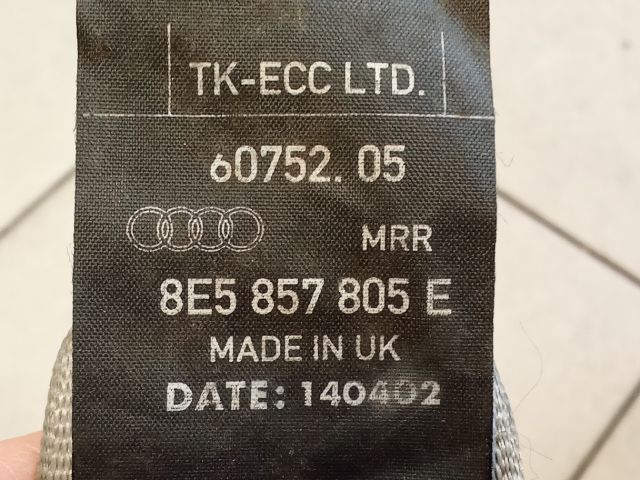 TK-ECC LTD.
60752. 05
MRR
8E5 857 805 E
MADE IN UK
DATE: 140402